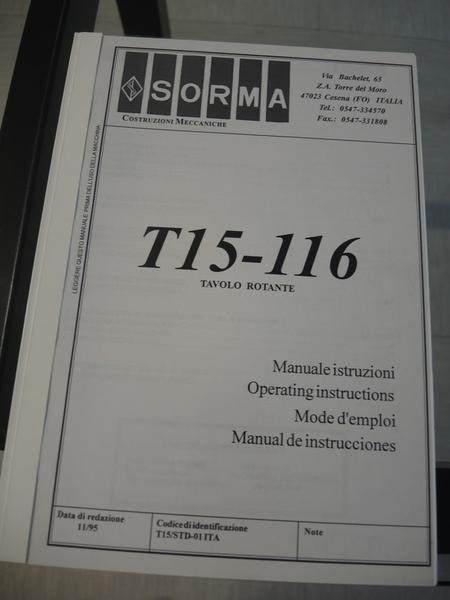 SORMA
COSTRUZIONI MECCANICHE
Via Bachelet, 65
Z.A. Torre del Moro
47023 Cesena (FO) ITALIA
Tel.: 0547-334570
Fax.: 0547-331808
LEGGERE QUESTO MANUALE PRIMA DELL'USO DELLA MACCHINA
T15-116
TAVOLO ROTANTE
Manuale istruzioni
Operating instructions
Mode d'emploi
Manual de instrucciones
Data di redazione
11/95
Codice di identificazione
T15/STD-01 ITA
Note